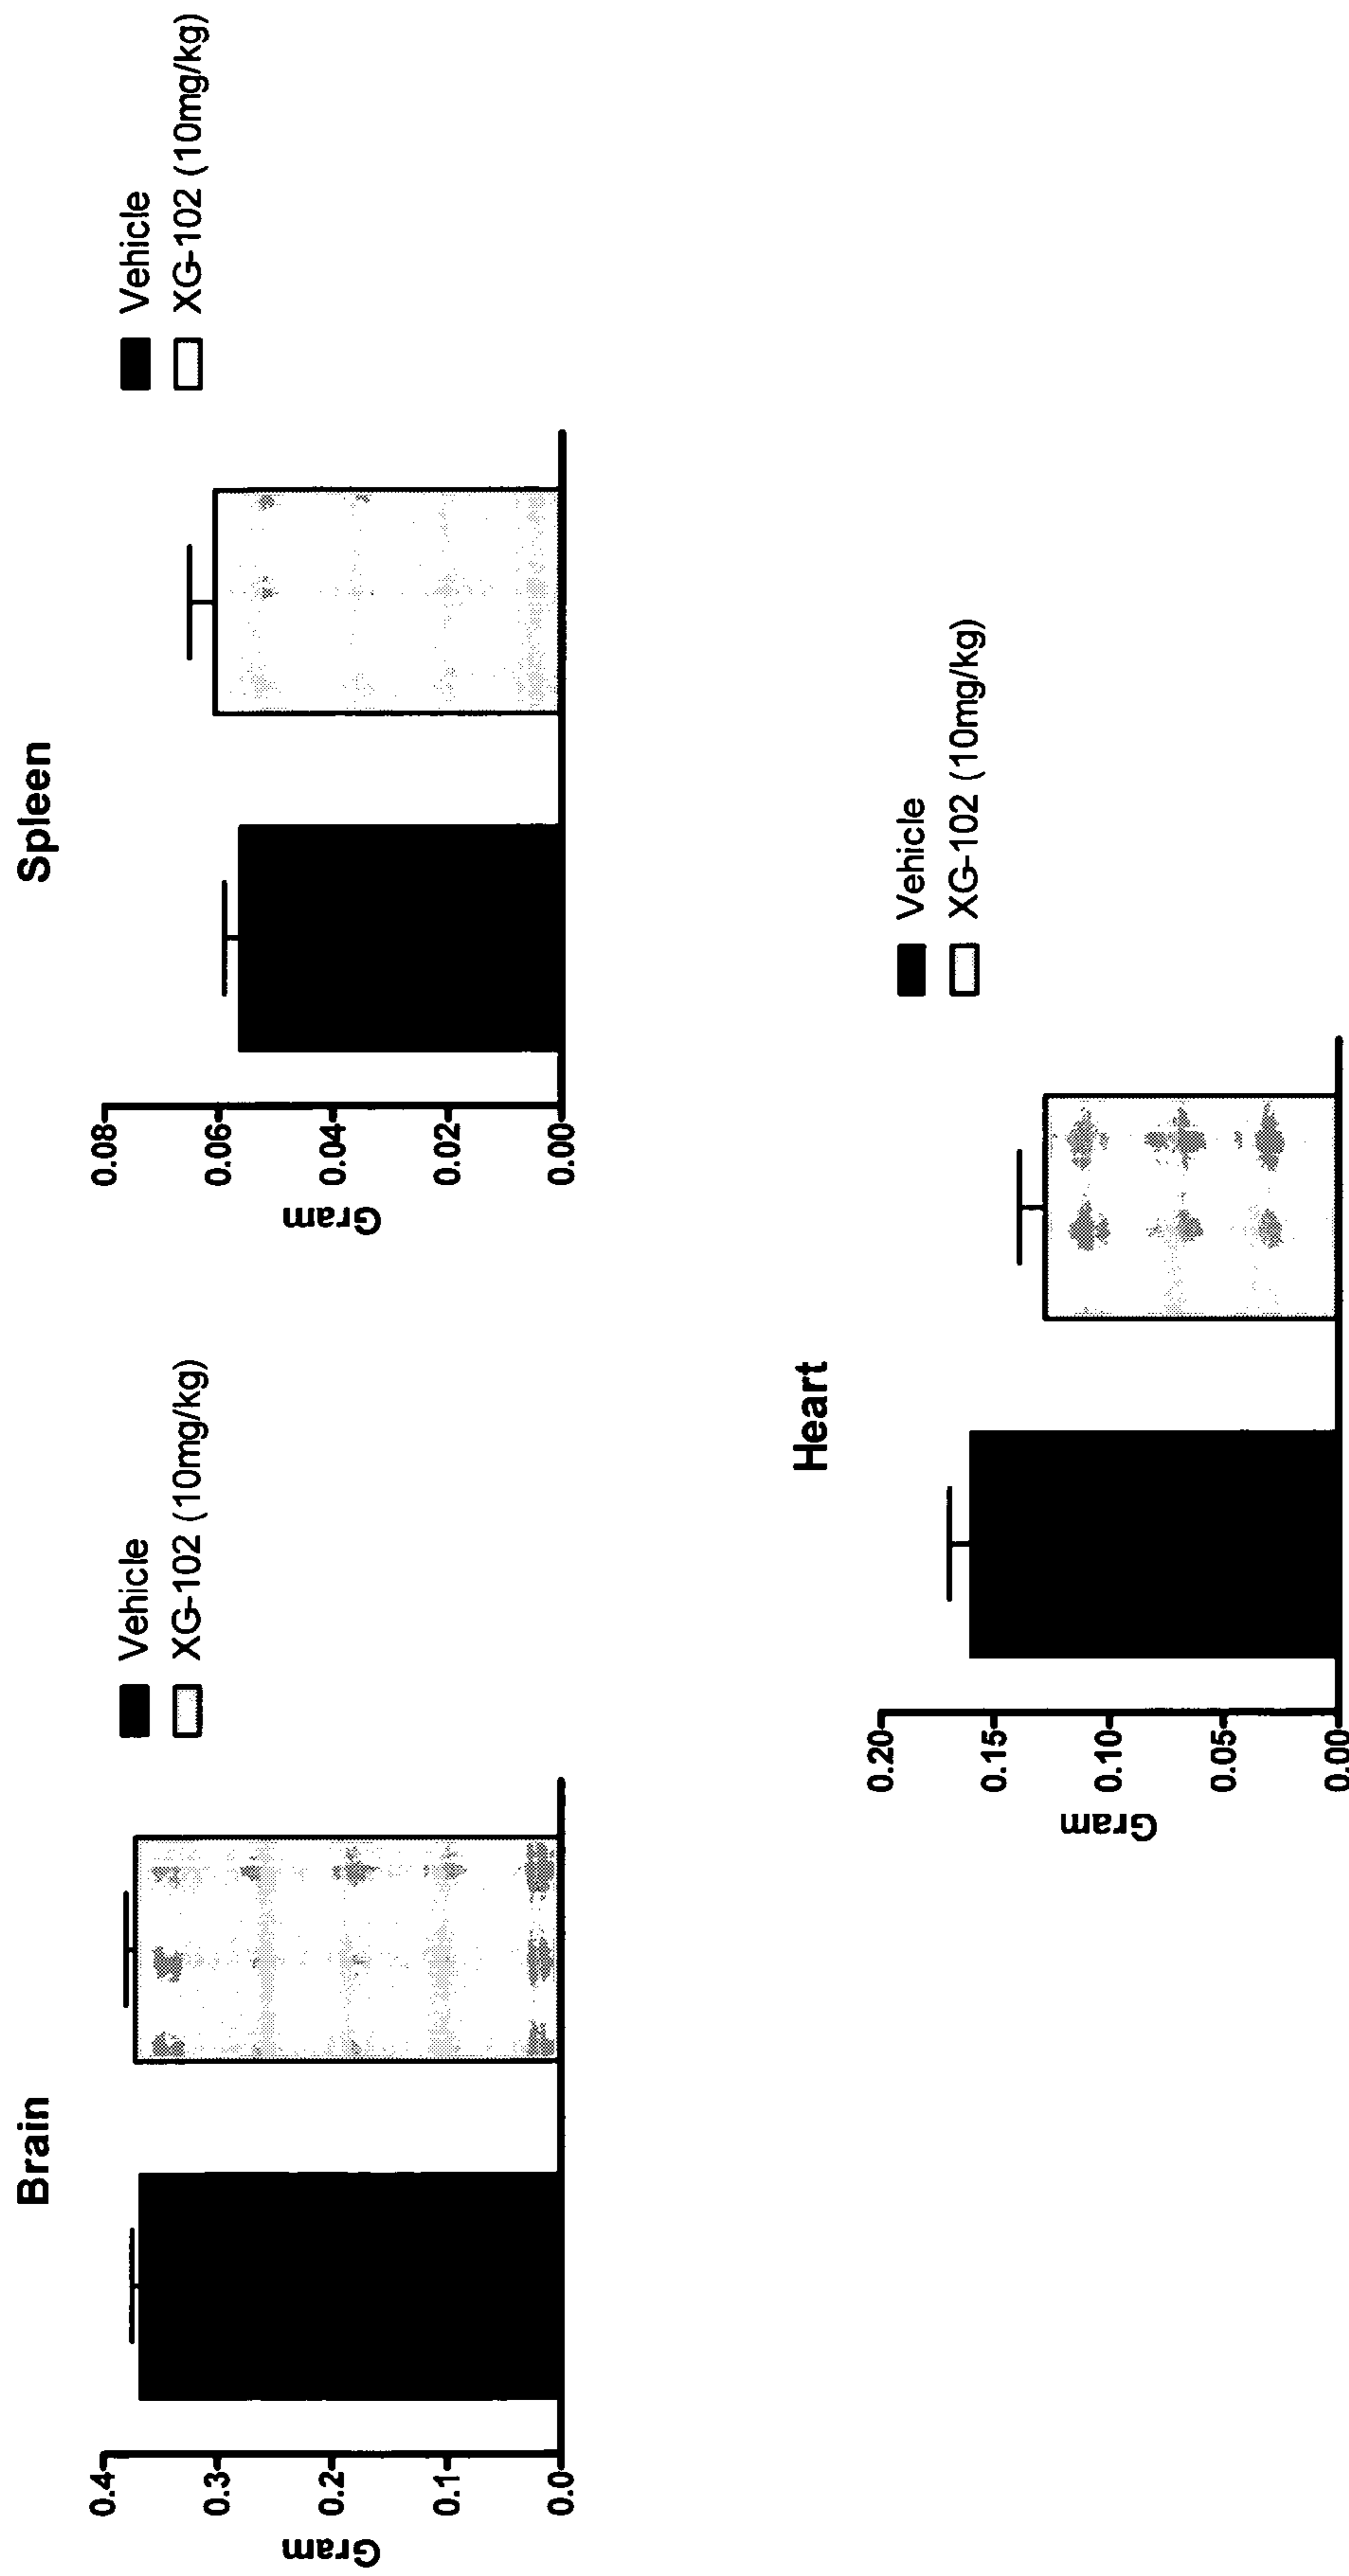 Brain
Vehicle
XG-102 (10mg/kg)
Gram
0.4
0.3
0.2
0.1
0.0
Spleen
Vehicle
XG-102 (10mg/kg)
Gram
0.08
0.06
0.04
0.02
0.00
Heart
Vehicle
XG-102 (10mg/kg)
Gram
0.20
0.15
0.10
0.05
0.00